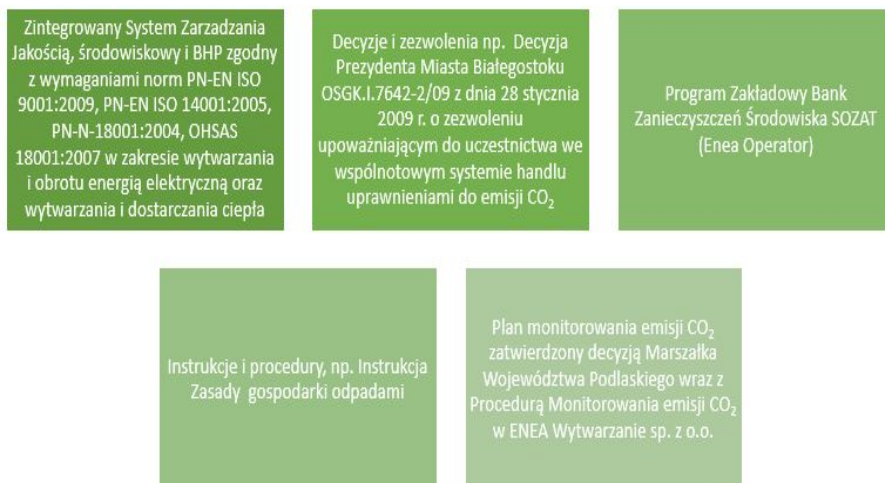 Zintegrowany System Zarzadzania
Jakością, środowiskowy i BHP zgodny
z wymaganiami norm PN-EN ISO
9001:2009, PN-EN ISO 14001:2005,
PN-N-18001:2004, OHSAS
18001:2007 w zakresie wytwarzania
i obrotu energią elektryczną oraz
wytwarzania i dostarczania ciepła
Decyzje i zezwolenia np. Decyzja
Prezydenta Miasta Białegostoku
OSGK.I.7642-2/09 z dnia 28 stycznia
2009 r. o zezwoleniu
upoważniającym do uczestnictwa we
wspólnotowym systemie handlu
uprawnieniami do emisji CO₂
Program Zakładowy Bank
Zanieczyszczeń Środowiska SOZAT
(Enea Operator)
Instrukcje i procedury, np. Instrukcja
Zasady gospodarki odpadami
Plan monitorowania emisji CO₂
zatwierdzony decyzją Marszałka
Województwa Podlaskiego wraz z
Procedurą Monitorowania emisji CO₂
w ENEA Wytwarzanie sp. z o.o.